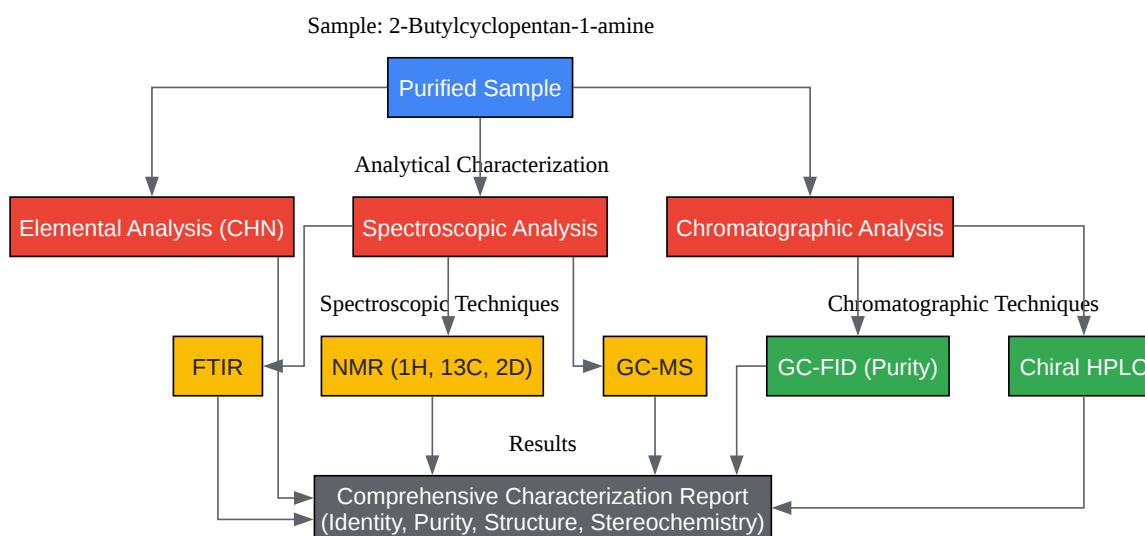 Sample: 2-Butylcyclopentan-1-amine
Purified Sample
Analytical Characterization
Elemental Analysis (CHN)
Spectroscopic Analysis
Chromatographic Analysis
Spectroscopic Techniques
Chromatographic Techniques
FTIR
NMR (1H, 13C, 2D)
GC-MS
GC-FID (Purity)
Chiral HPLC
Results
Comprehensive Characterization Report
(Identity, Purity, Structure, Stereochemistry)